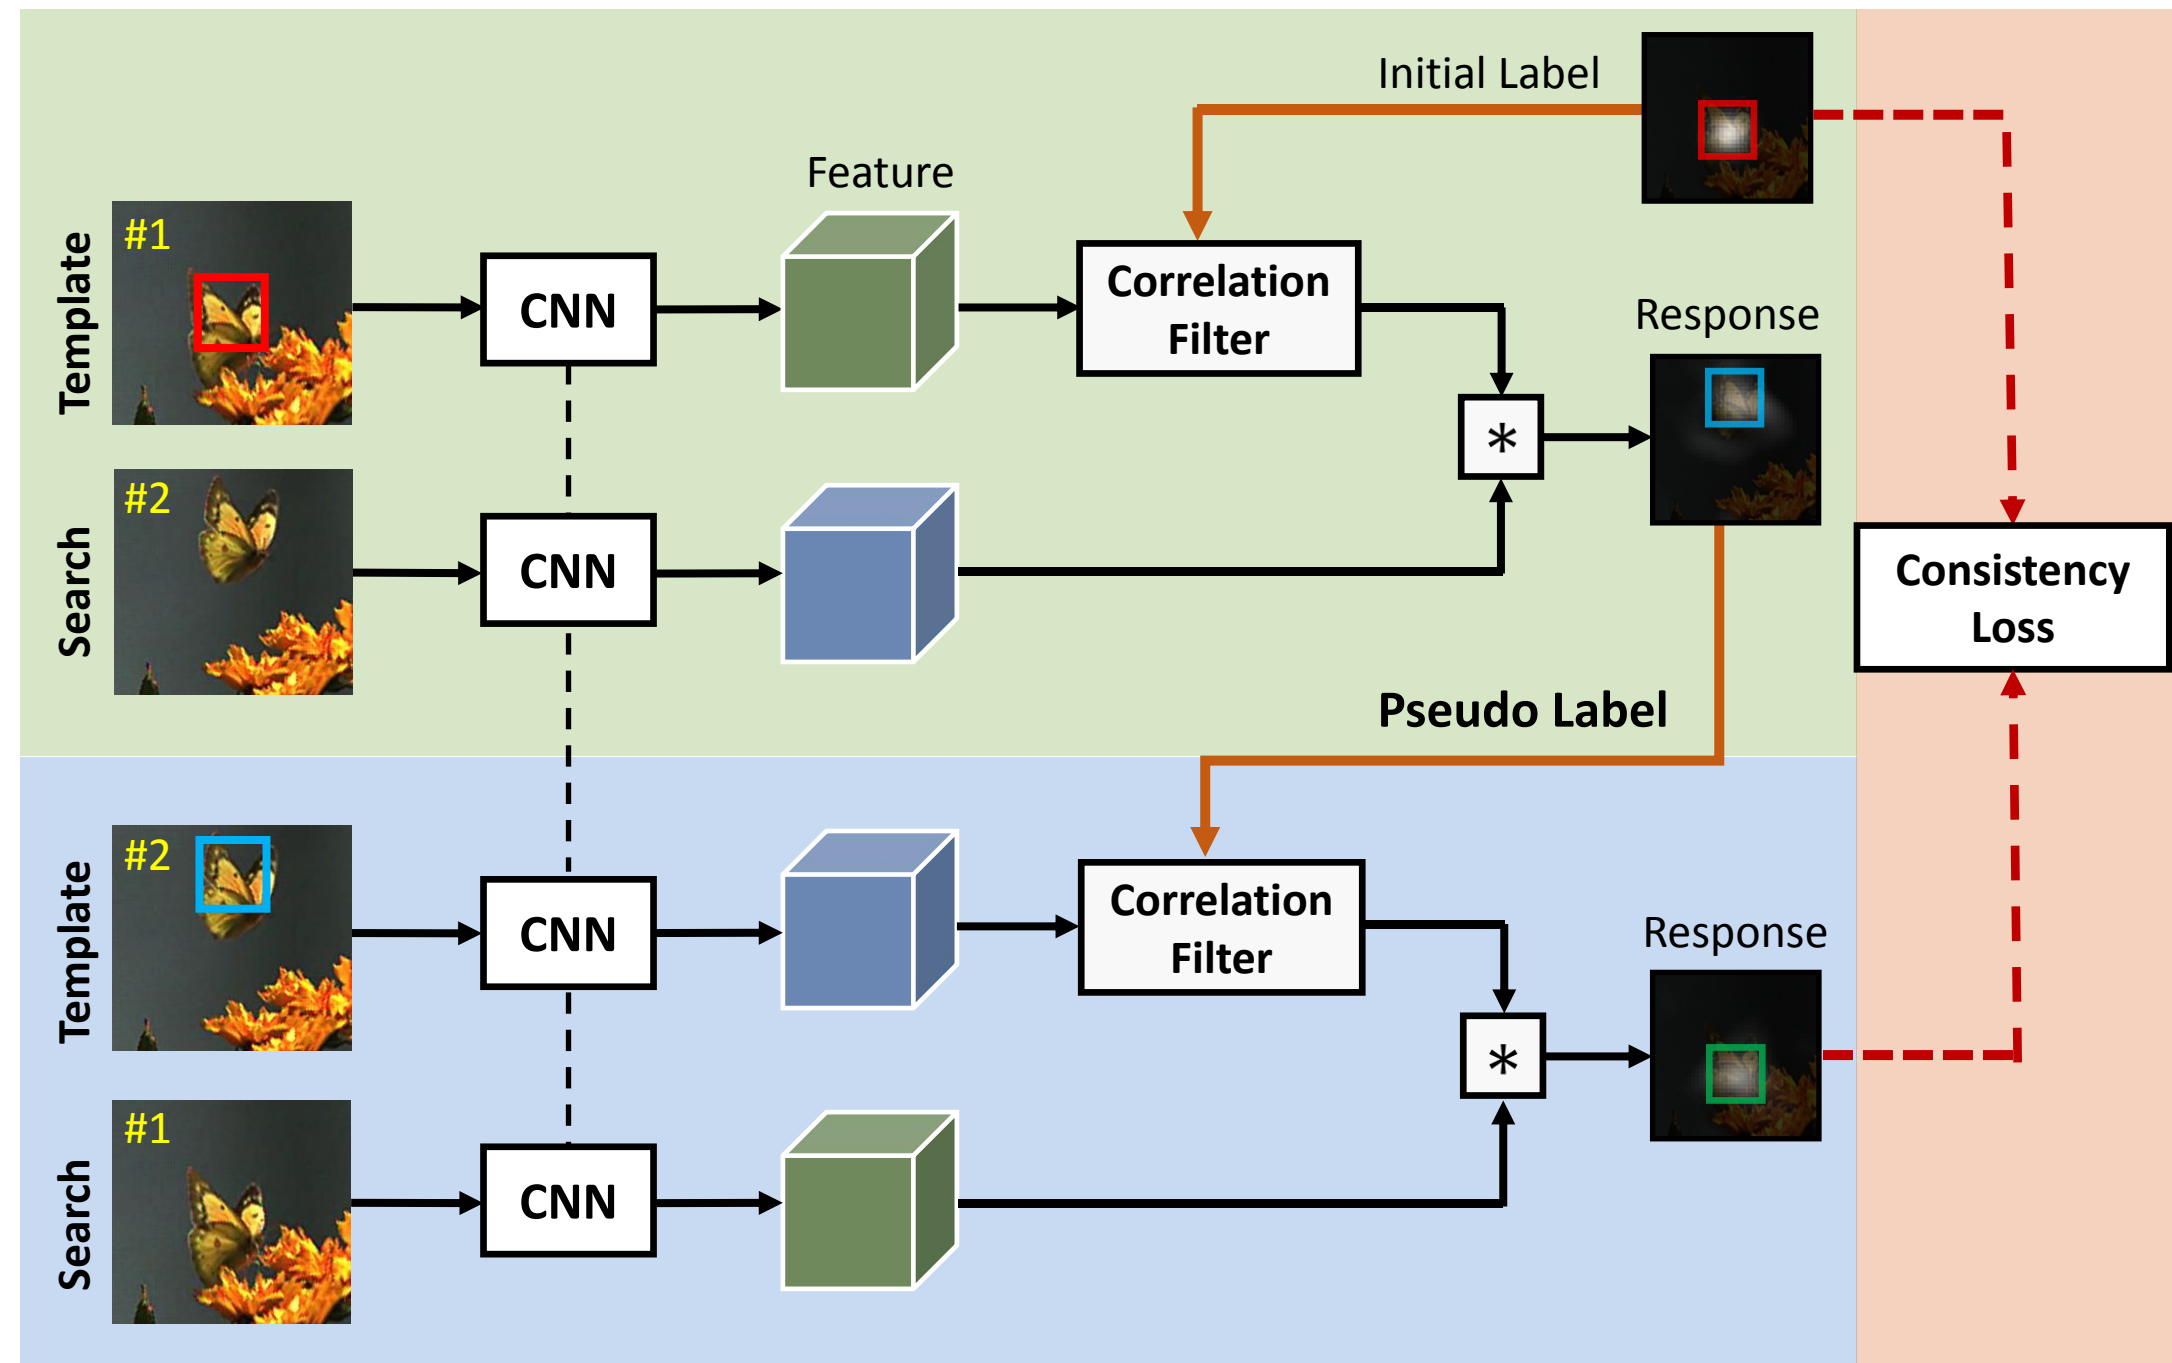 Initial Label
Feature
Template
#1
CNN
Correlation
Filter
Response
*
Search
#2
CNN
Consistency
Loss
Pseudo Label
Template
#2
CNN
Correlation
Filter
Response
*
Search
#1
CNN